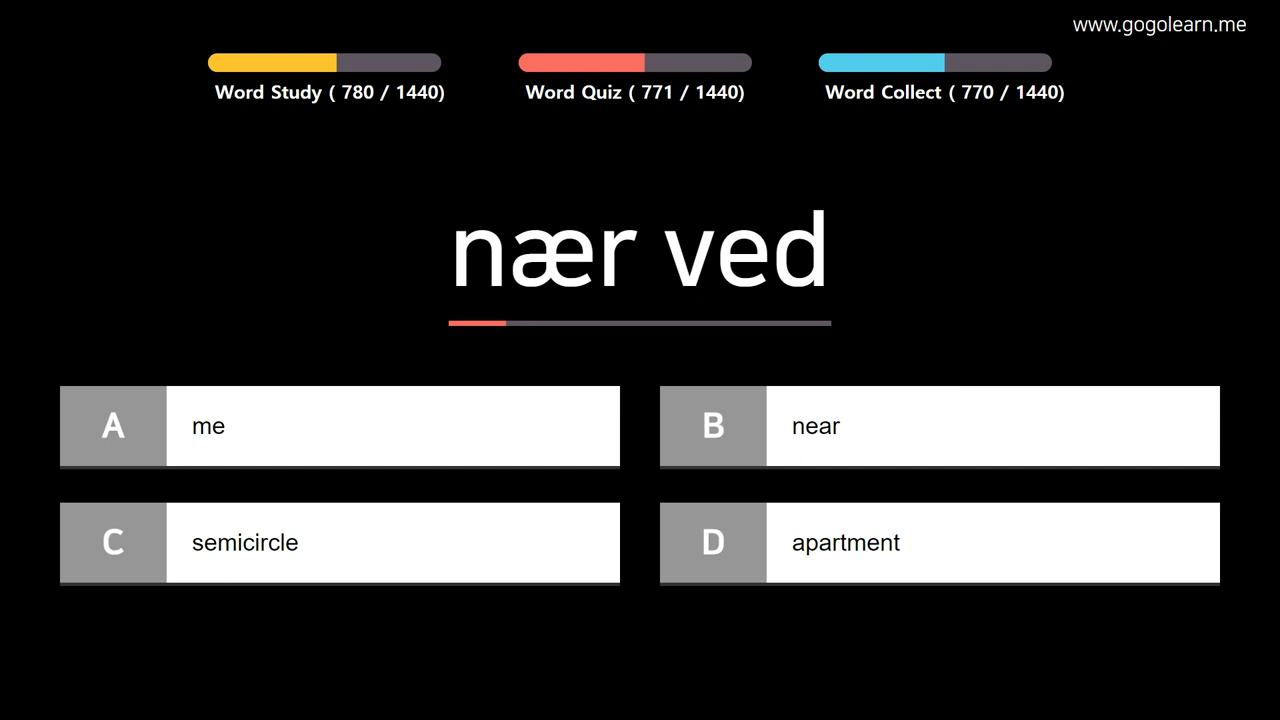 www.gogolearn.me
Word Study ( 780 / 1440)
Word Quiz ( 771 / 1440)
Word Collect ( 770 / 1440)
nær ved
A
me
B
near
C
semicircle
D
apartment